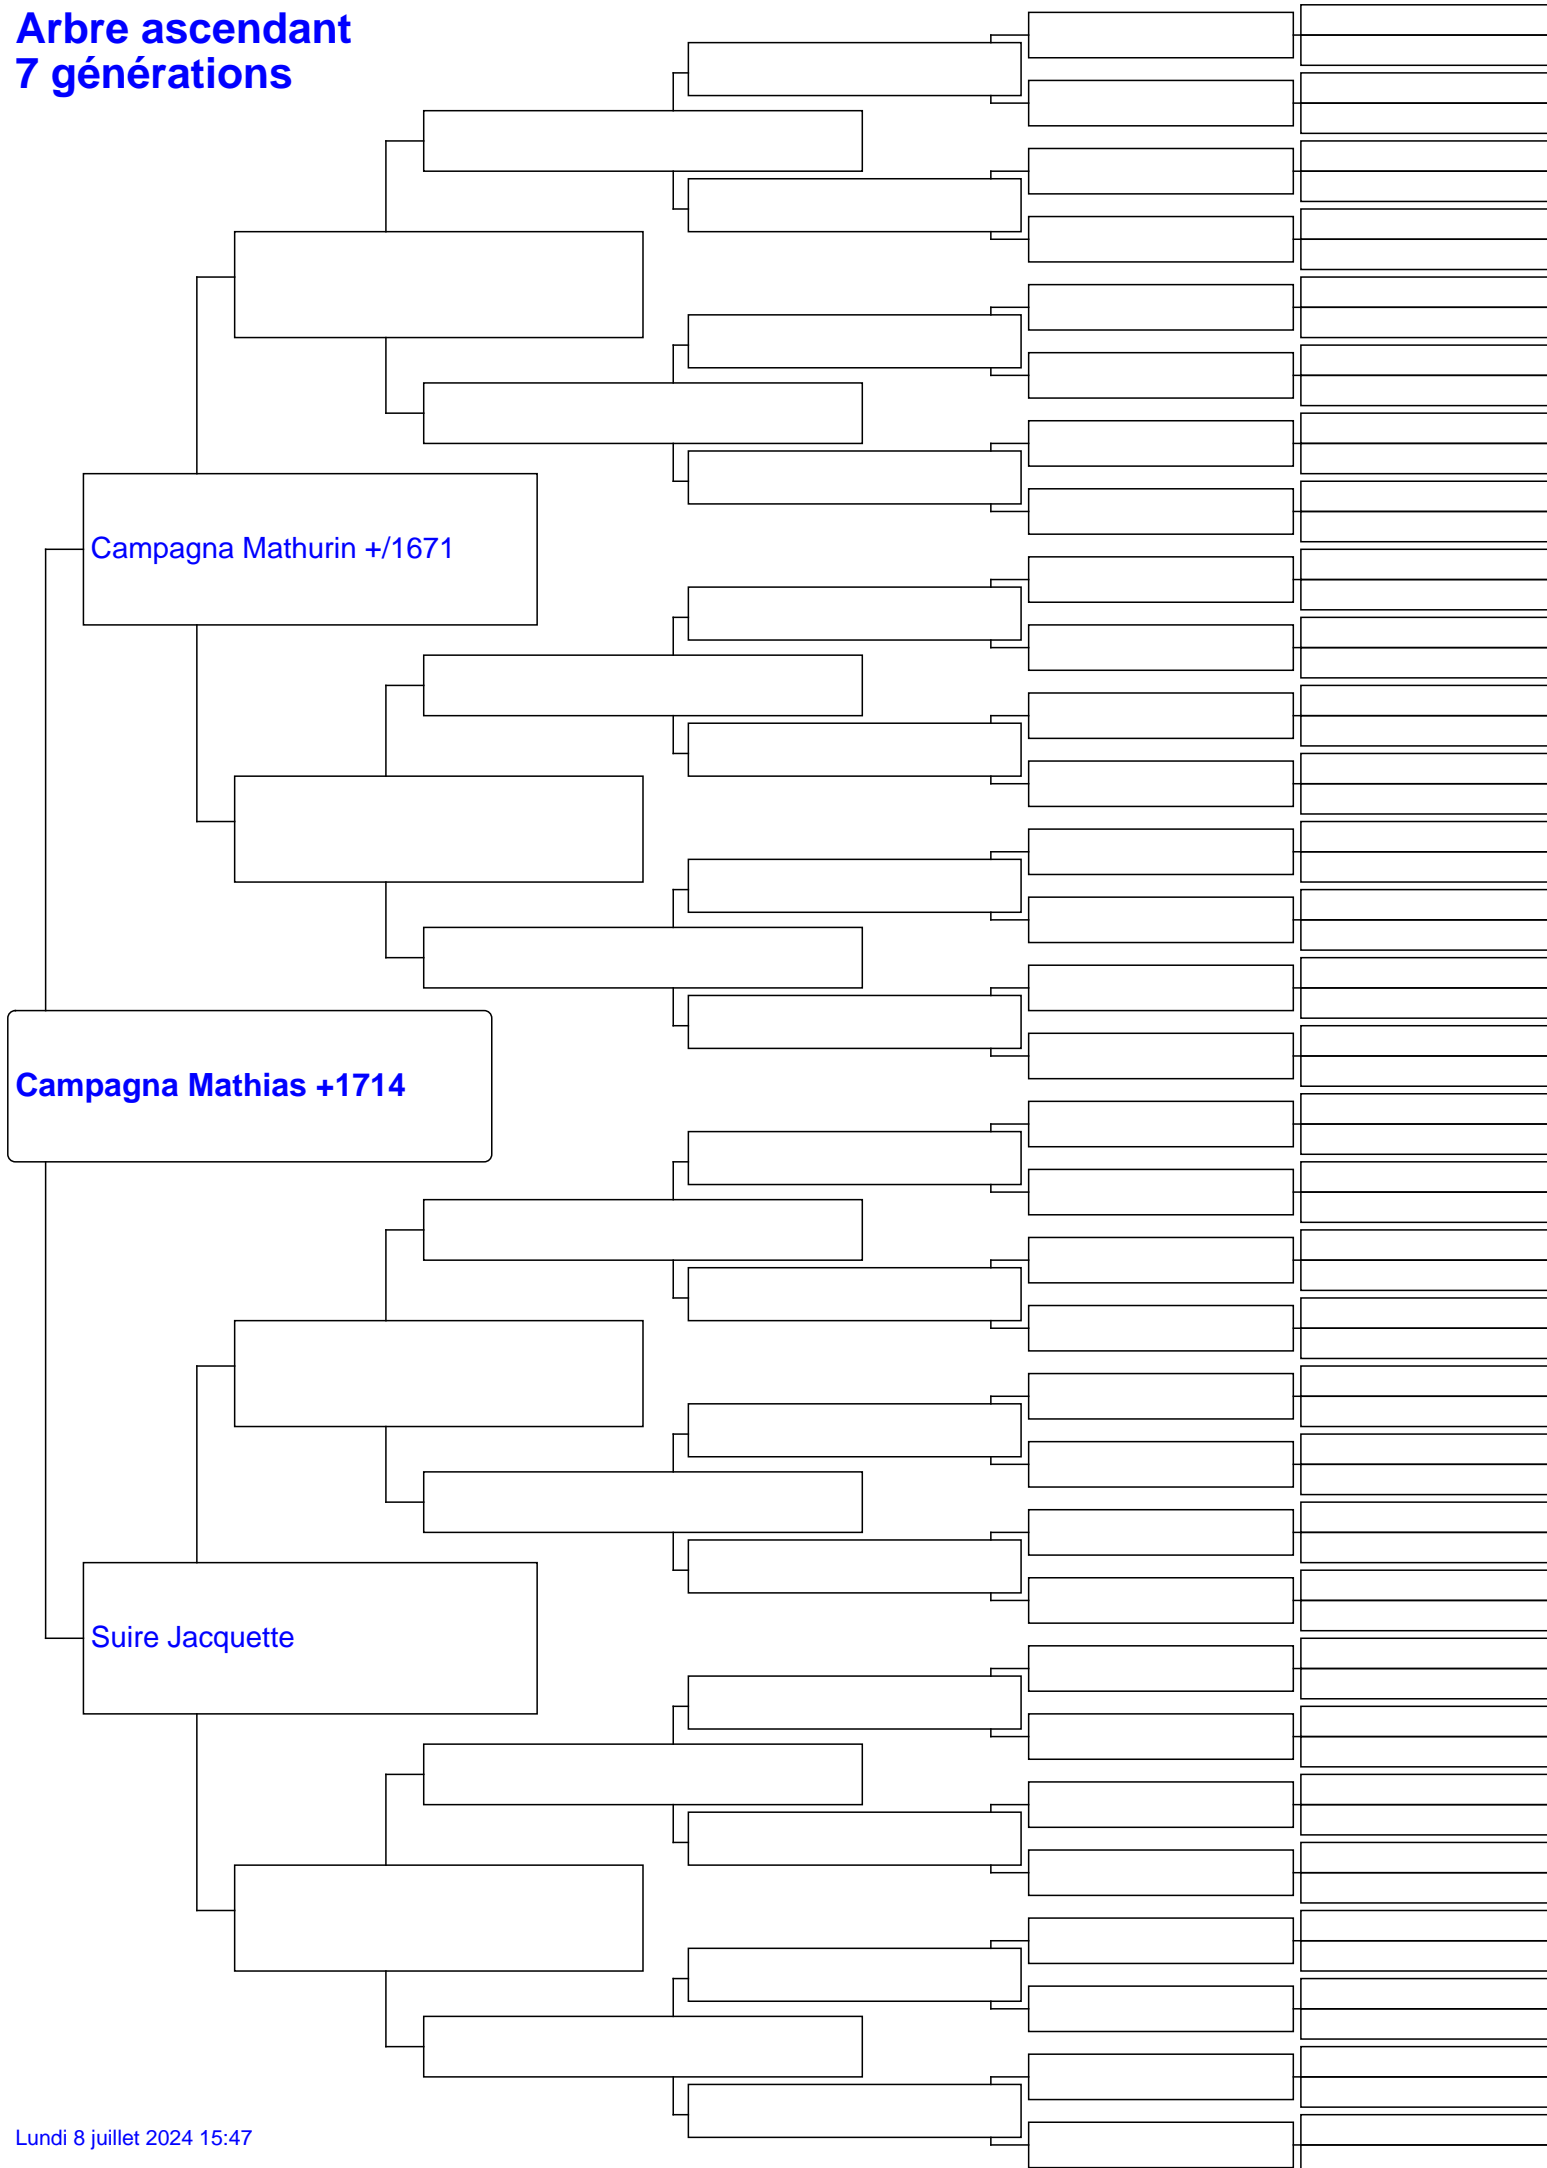 Arbre ascendant
7 générations
Campagna Mathurin +/1671
Campagna Mathias +1714
Suire Jacquette
Lundi 8 juillet 2024 15:47